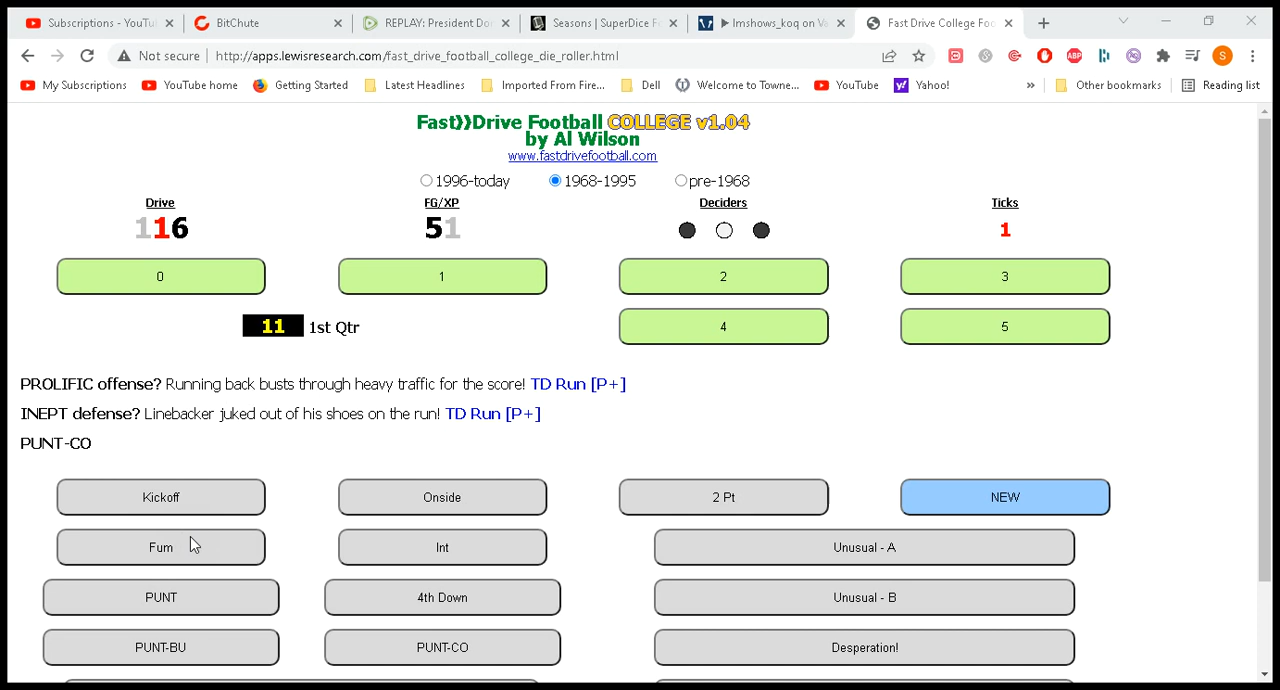 Subscriptions - YouTu
BitChute
REPLAY: President Do
Seasons | SuperDice F
lmshows_koq on V
Fast Drive College Foo
Not secure | http://apps.lewisresearch.com/fast_drive_football_college_die_roller.html
ABP
S
My Subscriptions
YouTube home
Getting Started
Latest Headlines
Imported From Fire...
Dell
Welcome to Towne...
YouTube
Yahoo!
»
Other bookmarks
Reading list
Fast⟩⟩Drive Football COLLEGE v1.04
by Al Wilson
www.fastdrivefootball.com
1996-today 1968-1995 pre-1968
Drive FG/XP Deciders Ticks
116 51 1
0 1 2 3
11 1st Qtr 4 5
PROLIFIC offense? Running back busts through heavy traffic for the score! TD Run [P+]
INEPT defense? Linebacker juked out of his shoes on the run! TD Run [P+]
PUNT-CO
Kickoff Onside 2 Pt NEW
Fum Int Unusual - A
PUNT 4th Down Unusual - B
PUNT-BU PUNT-CO Desperation!